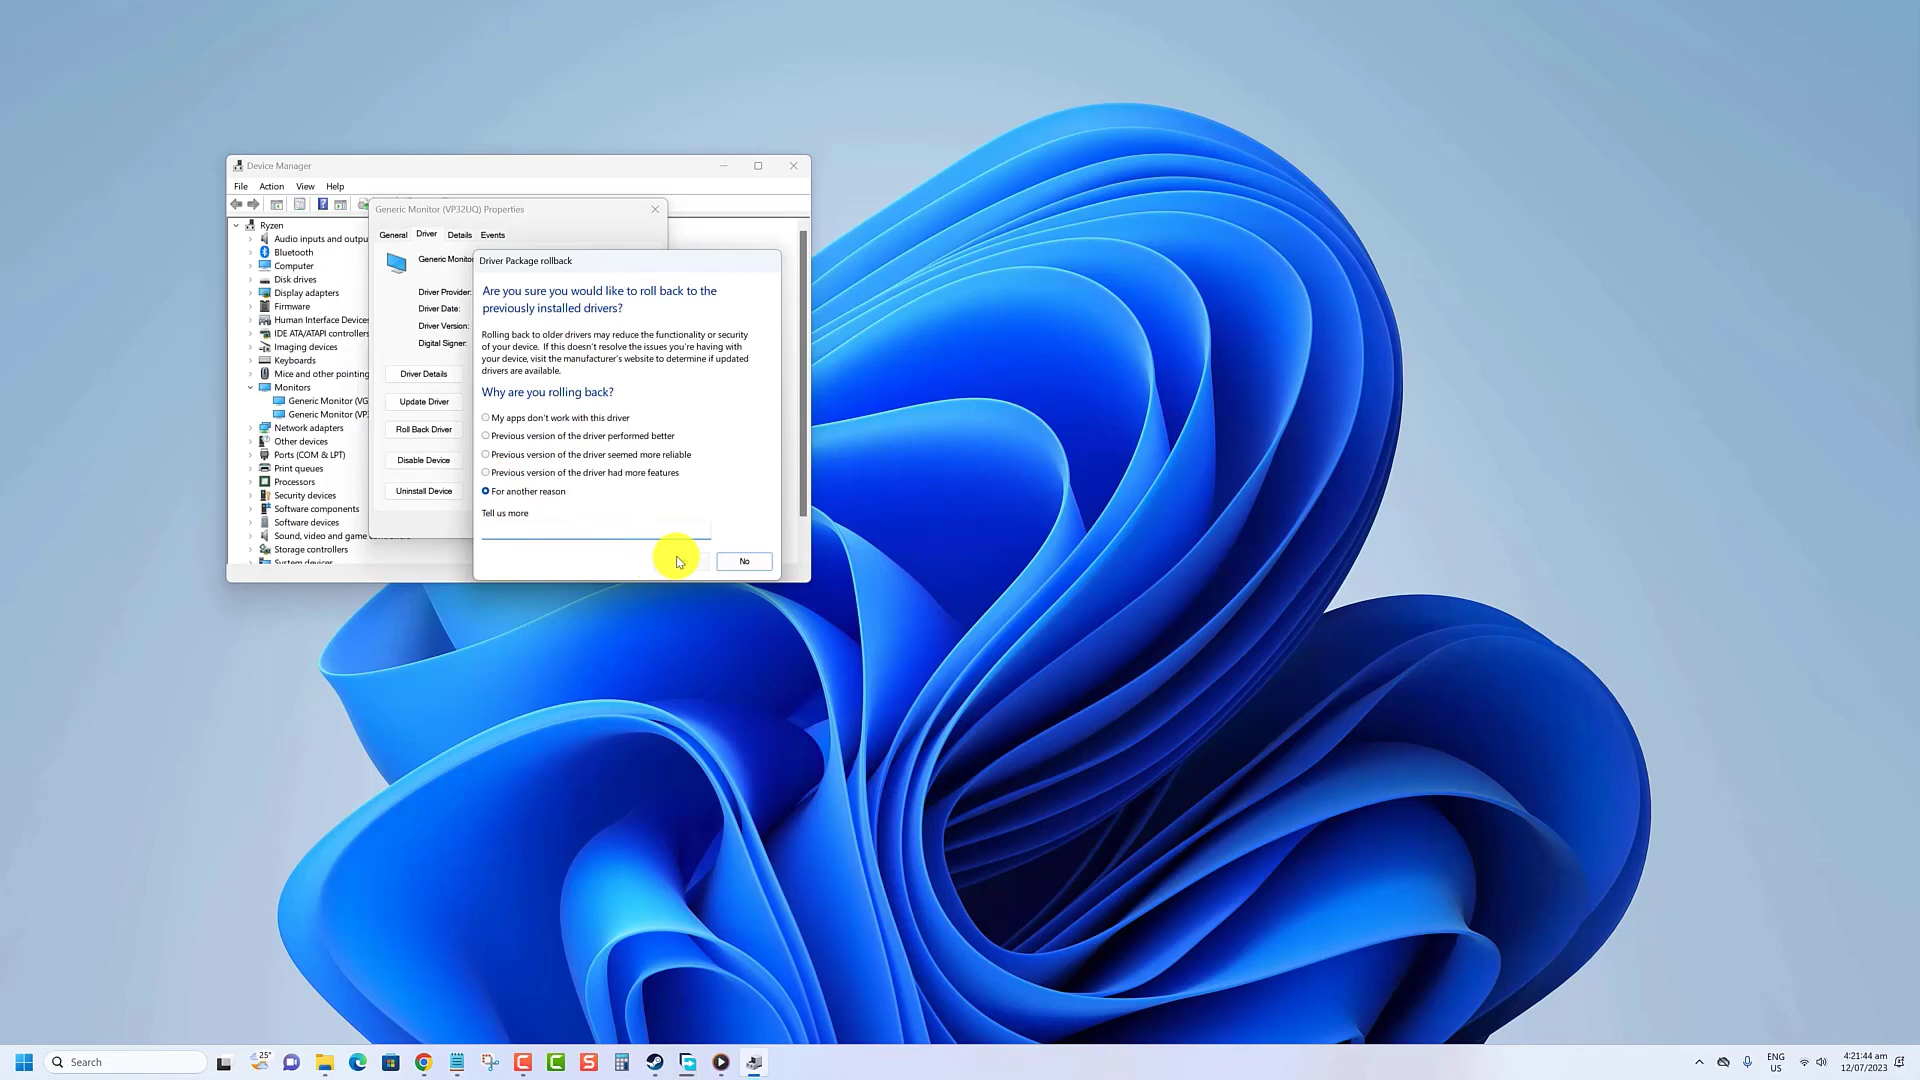 Device Manager
File Action View Help
Generic Monitor (VP32UQ) Properties
General Driver Details Events
Ryzen
Audio inputs and outpu
Bluetooth
Computer
Disk drives
Display adapters
Firmware
Human Interface Devices
IDE ATA/ATAPI controllers
Imaging devices
Keyboards
Mice and other pointing
Monitors
Generic Monitor (VG
Generic Monitor (VP3
Network adapters
Other devices
Ports (COM & LPT)
Print queues
Processors
Security devices
Software components
Software devices
Sound, video and game
Storage controllers
System devices
Generic Monitor
Driver Provider:
Driver Date:
Driver Version:
Digital Signer:
Driver Details
Update Driver
Roll Back Driver
Disable Device
Uninstall Device
Driver Package rollback
Are you sure you would like to roll back to the
previously installed drivers?
Rolling back to older drivers may reduce the functionality or security
of your device. If this doesn't resolve the issues you're having with
your device, visit the manufacturer's website to determine if updated
drivers are available.
Why are you rolling back?
My apps don't work with this driver
Previous version of the driver performed better
Previous version of the driver seemed more reliable
Previous version of the driver had more features
For another reason
Tell us more
No
Search
25°
ENG
US
4:21:44 am
12/07/2023